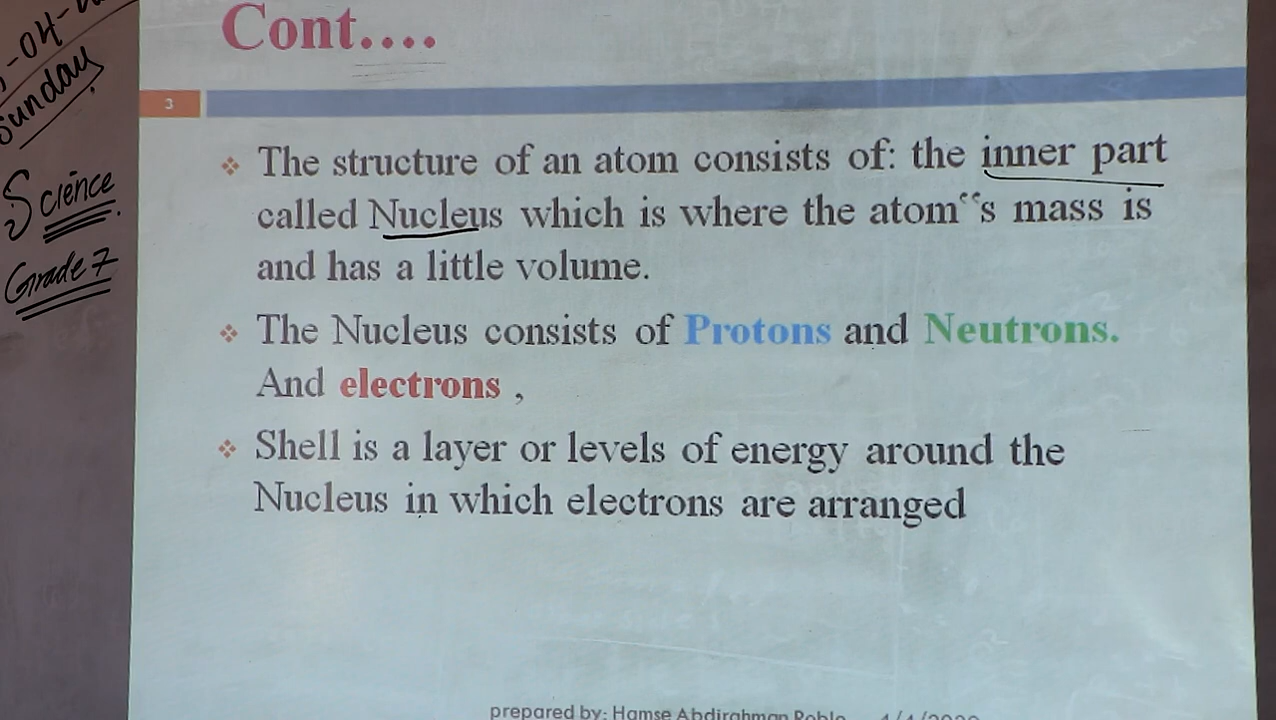 -04-
Sunday
Science
Grade 7
Cont....
3
The structure of an atom consists of: the inner part
called Nucleus which is where the atom“s mass is
and has a little volume.
The Nucleus consists of Protons and Neutrons.
And electrons ,
Shell is a layer or levels of energy around the
Nucleus in which electrons are arranged
prepared by: Hamse Abdirahman Roble